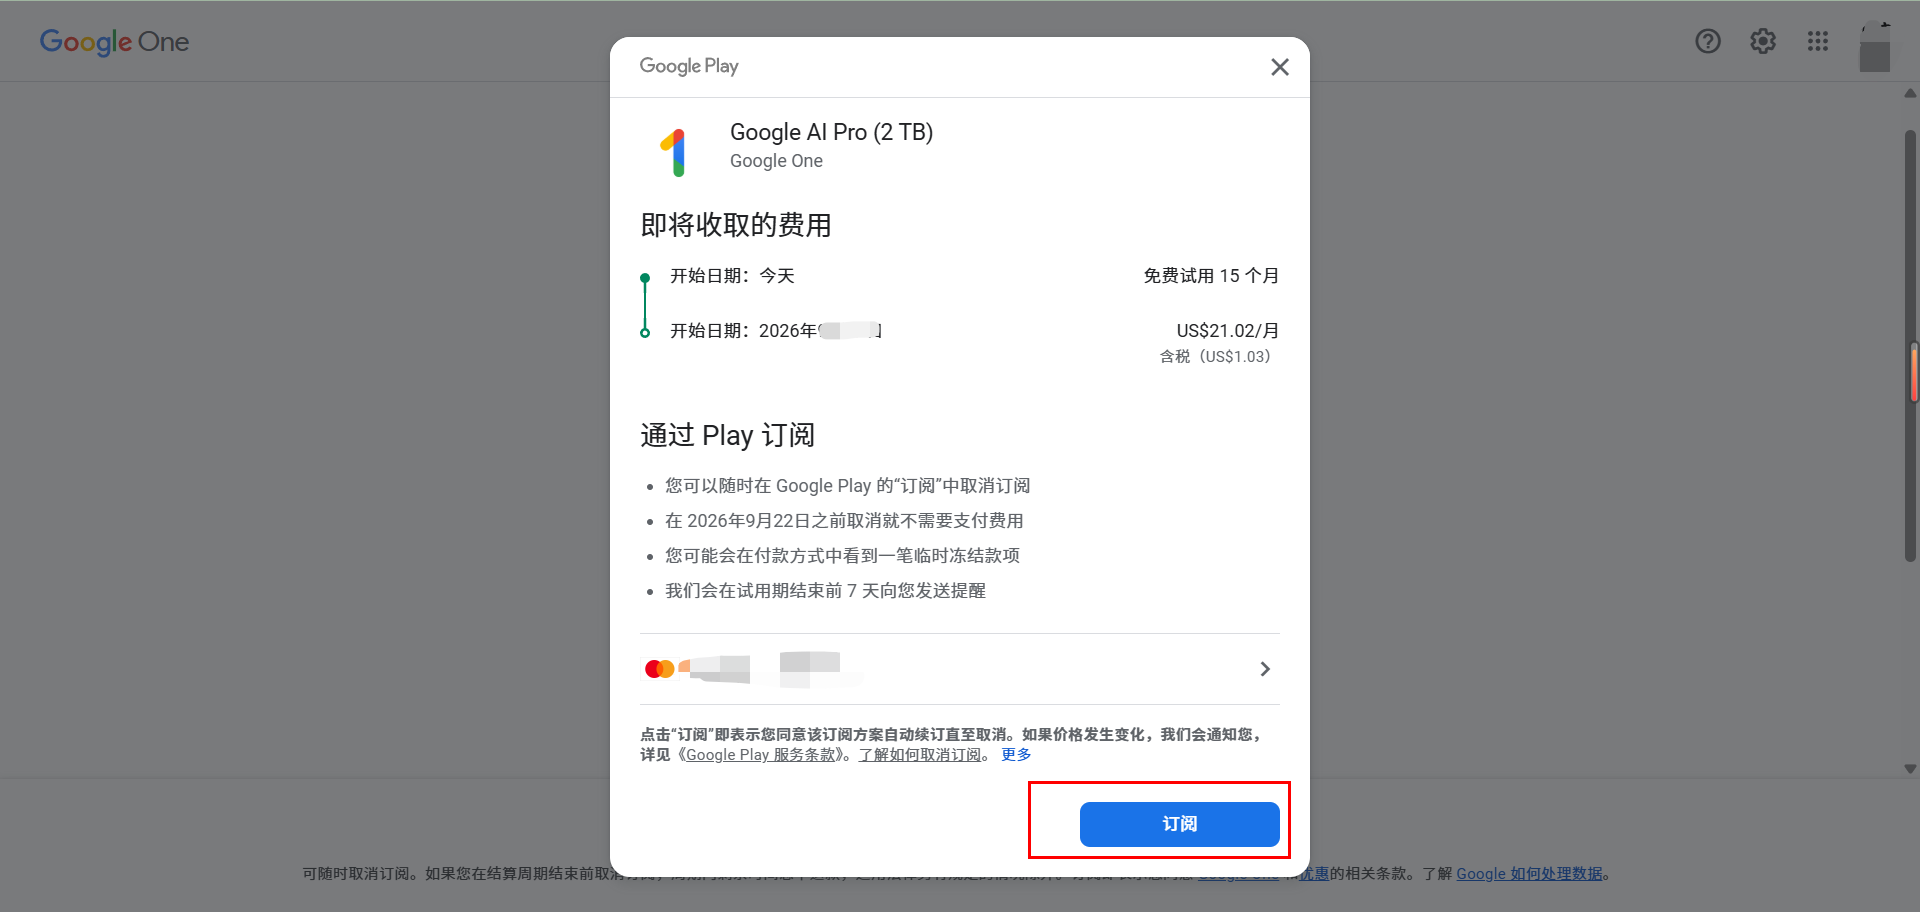 Google One
Google Play
Google AI Pro (2 TB)
Google One
即将收取的费用
开始日期：今天
免费试用 15 个月
开始日期：2026年
US$21.02/月
含税（US$1.03）
通过 Play 订阅
您可以随时在 Google Play 的“订阅”中取消订阅
在 2026年9月22日之前取消就不需要支付费用
您可能会在付款方式中看到一笔临时冻结款项
我们会在试用期结束前 7 天向您发送提醒
点击“订阅”即表示您同意该订阅方案自动续订直至取消。如果价格发生变化，我们会通知您，
详见《Google Play 服务条款》。了解如何取消订阅。 更多
订阅
可随时取消订阅。如果您在结算周期结束前取 优惠的相关条款。了解 Google 如何处理数据。